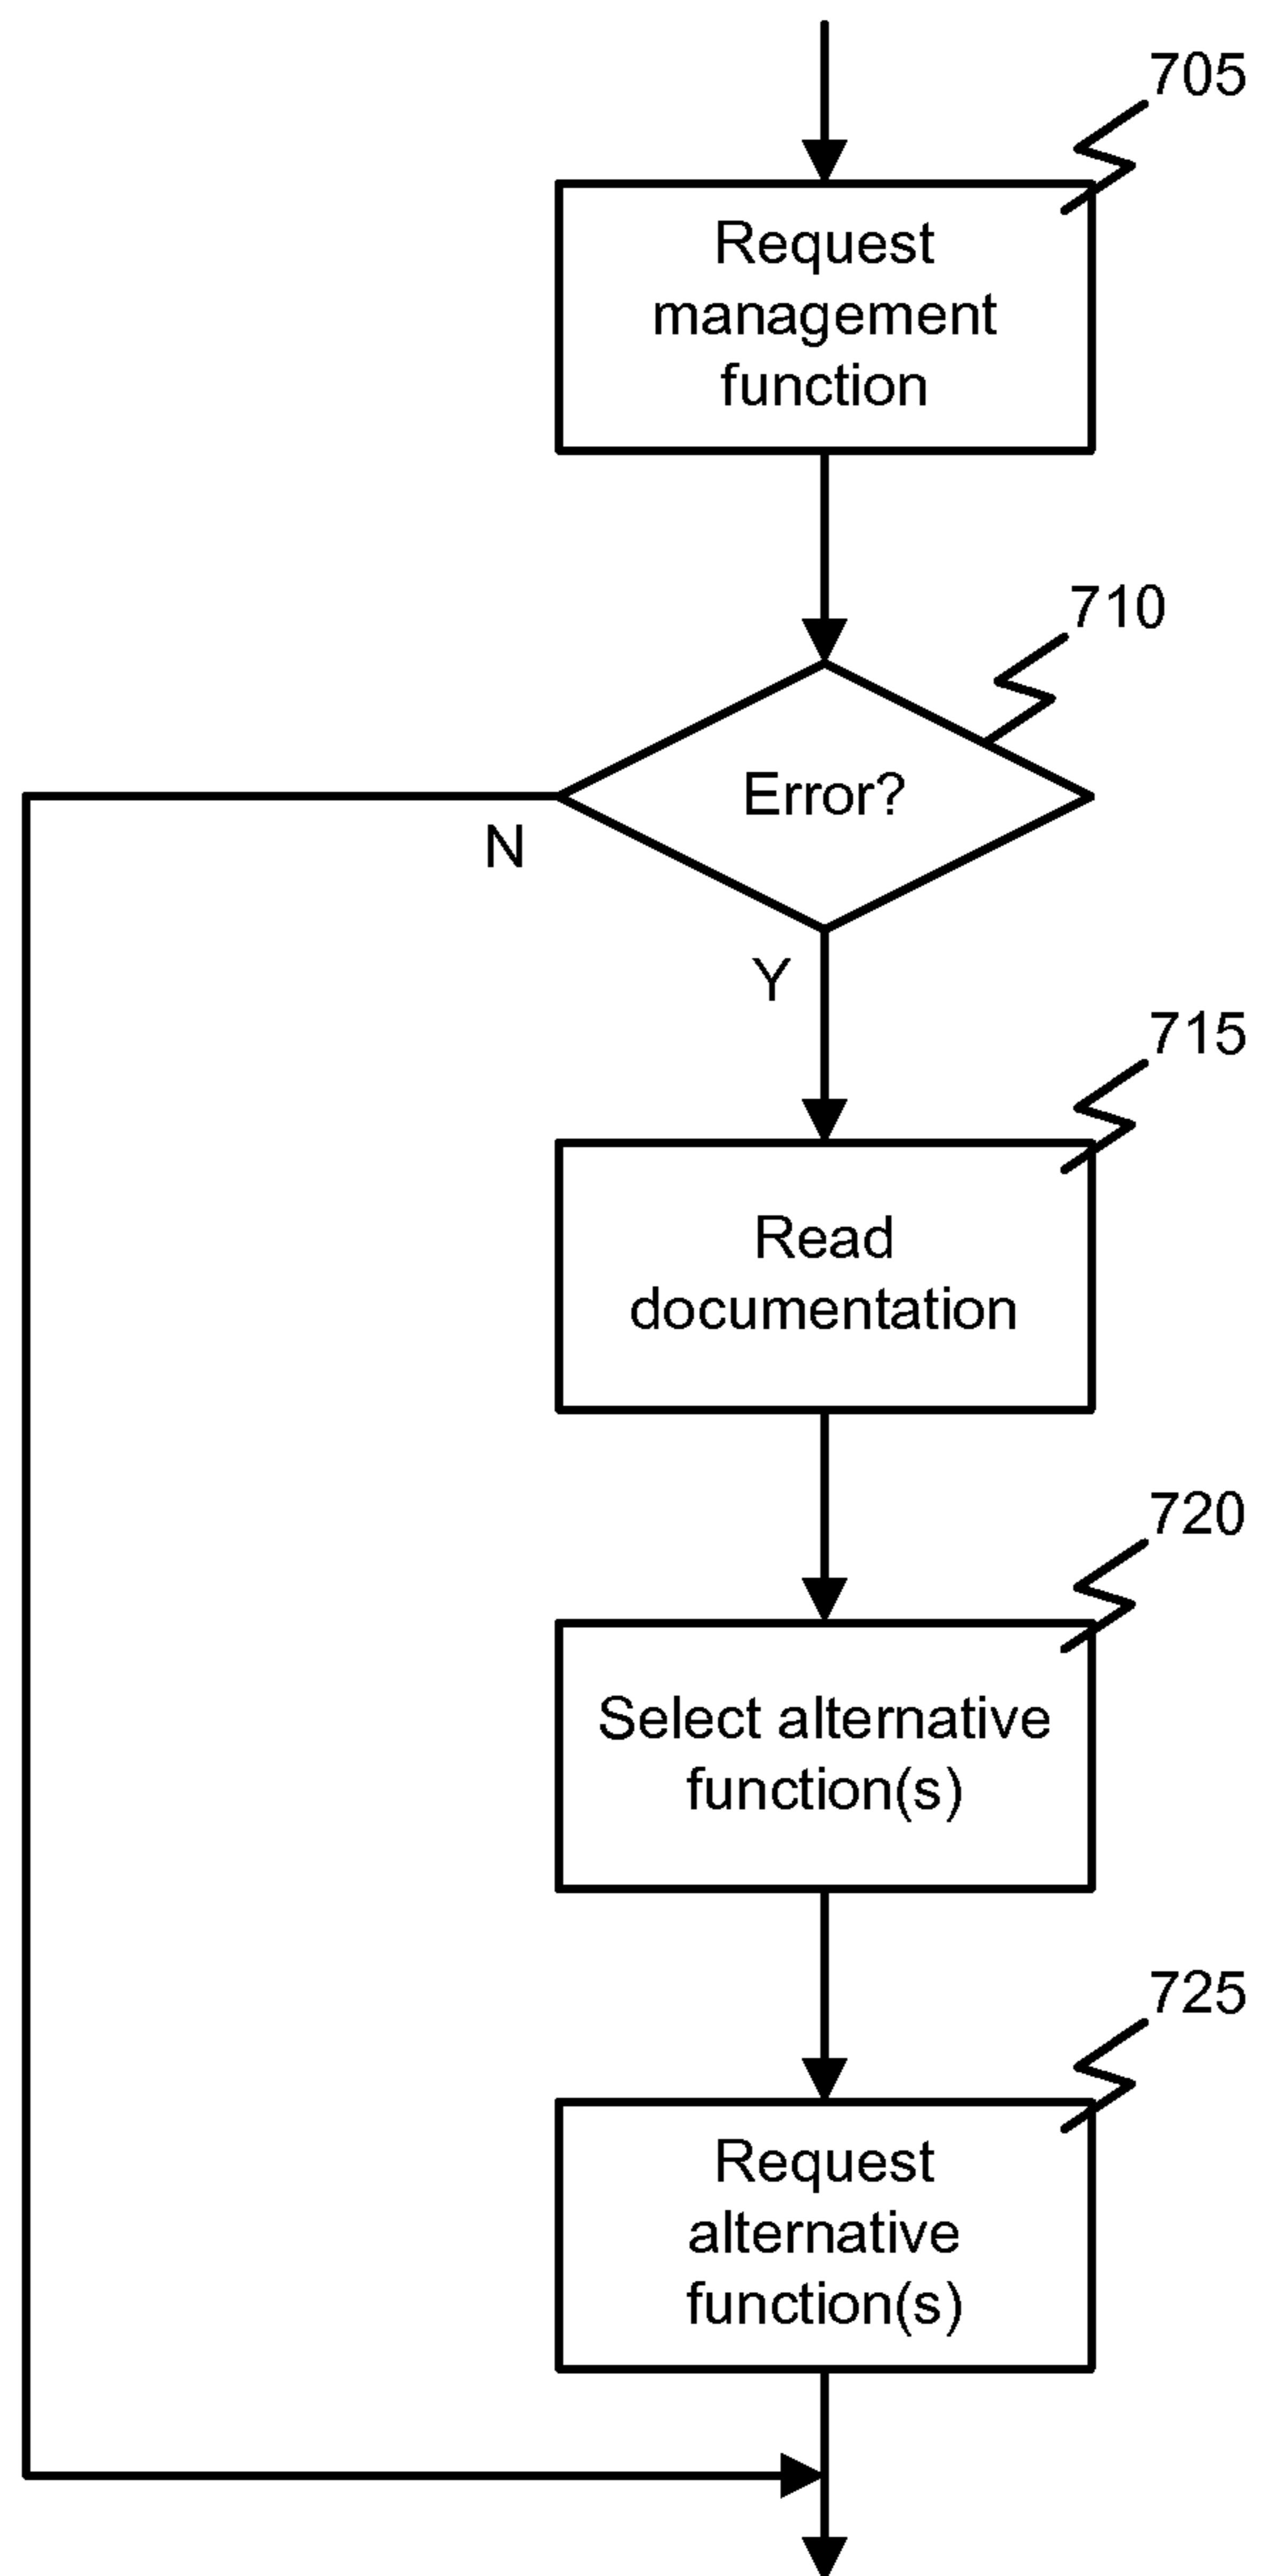 705
Request
management
function
710
Error?
N
Y
715
Read
documentation
720
Select alternative
function(s)
725
Request
alternative
function(s)